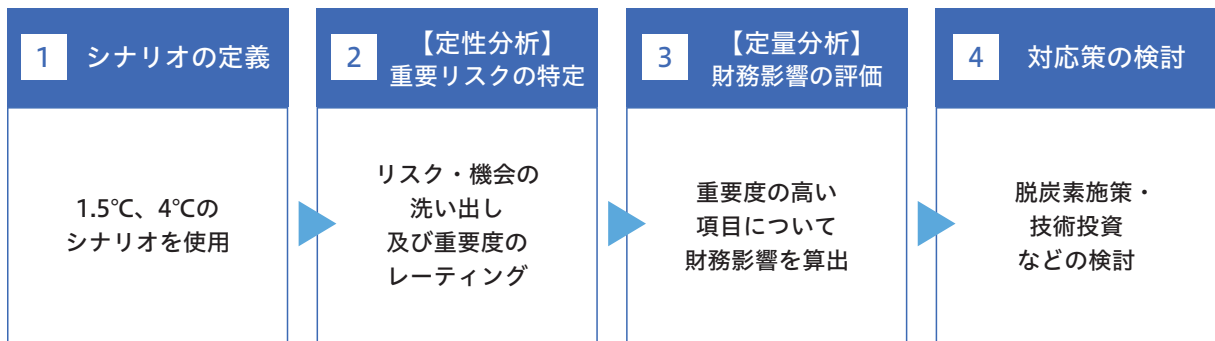 1 シナリオの定義
1.5℃、4℃の
シナリオを使用
2 【定性分析】
重要リスクの特定
リスク・機会の
洗い出し
及び重要度の
レーティング
3 【定量分析】
財務影響の評価
重要度の高い
項目について
財務影響を算出
4 対応策の検討
脱炭素施策・
技術投資
などの検討